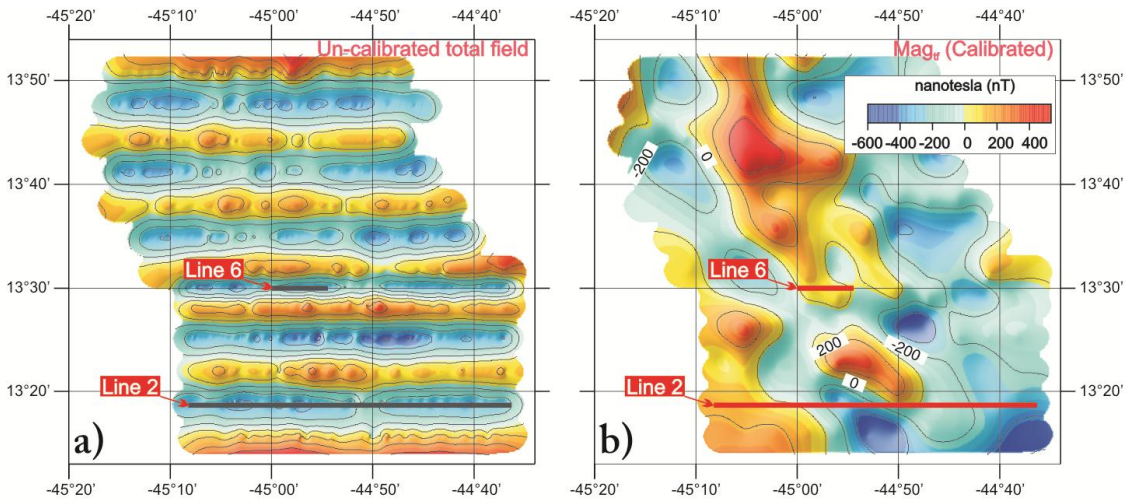 -45°20' -45°10' -45°00' -44°50' -44°40' -45°20' -45°10' -45°00' -44°50' -44°40'
Un-calibrated total field
Mag_tf (Calibrated)
13°50'
13°50'
nanotesla (nT)
-600 -400 -200 0 200 400
-200
0
13°40'
13°40'
Line 6
Line 6
13°30'
13°30'
200
-200
0
13°20'
13°20'
Line 2
Line 2
a)
b)
-45°20' -45°10' -45°00' -44°50' -44°40' -45°20' -45°10' -45°00' -44°50' -44°40'